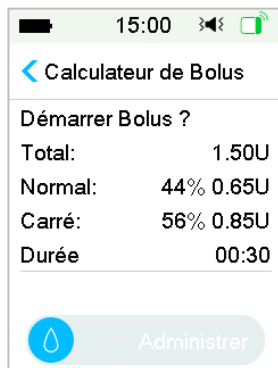 15:00
Calculateur de Bolus
Démarrer Bolus ?
Total: 1.50U
Normal: 44% 0.65U
Carré: 56% 0.85U
Durée 00:30
Administrer